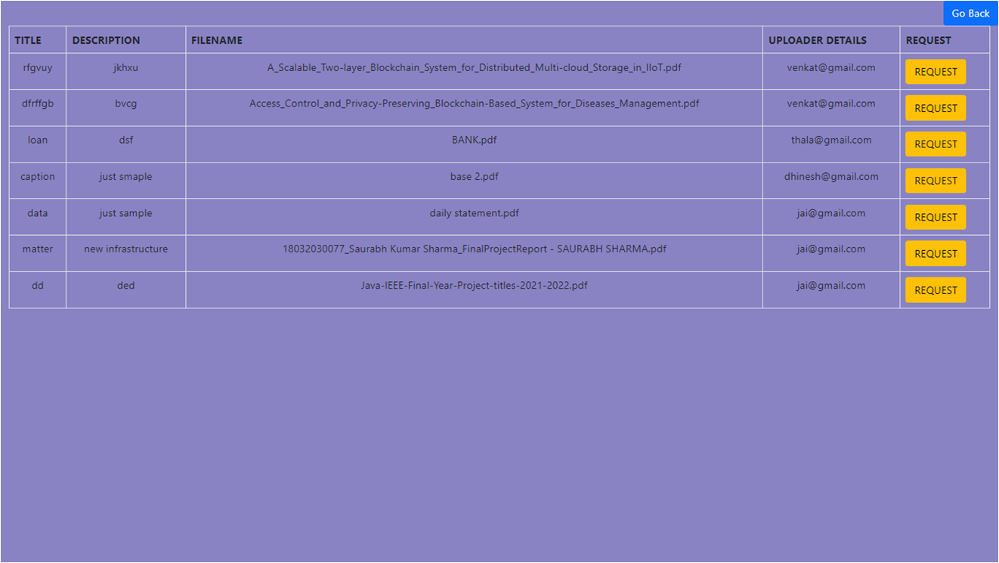 Go Back
TITLE DESCRIPTION FILENAME UPLOADER DETAILS REQUEST
rfgvuy jkhxu A_Scalable_Two-layer_Blockchain_System_for_Distributed_Multi-cloud_Storage_in_IIoT.pdf venkat@gmail.com REQUEST
dfrffgb bvcg Access_Control_and_Privacy-Preserving_Blockchain-Based_System_for_Diseases_Management.pdf venkat@gmail.com REQUEST
loan dsf BANK.pdf thala@gmail.com REQUEST
caption just smaple base 2.pdf dhinesh@gmail.com REQUEST
data just sample daily statement.pdf jai@gmail.com REQUEST
matter new infrastructure 18032030077_Saurabh Kumar Sharma_FinalProjectReport - SAURABH SHARMA.pdf jai@gmail.com REQUEST
dd ded Java-IEEE-Final-Year-Project-titles-2021-2022.pdf jai@gmail.com REQUEST